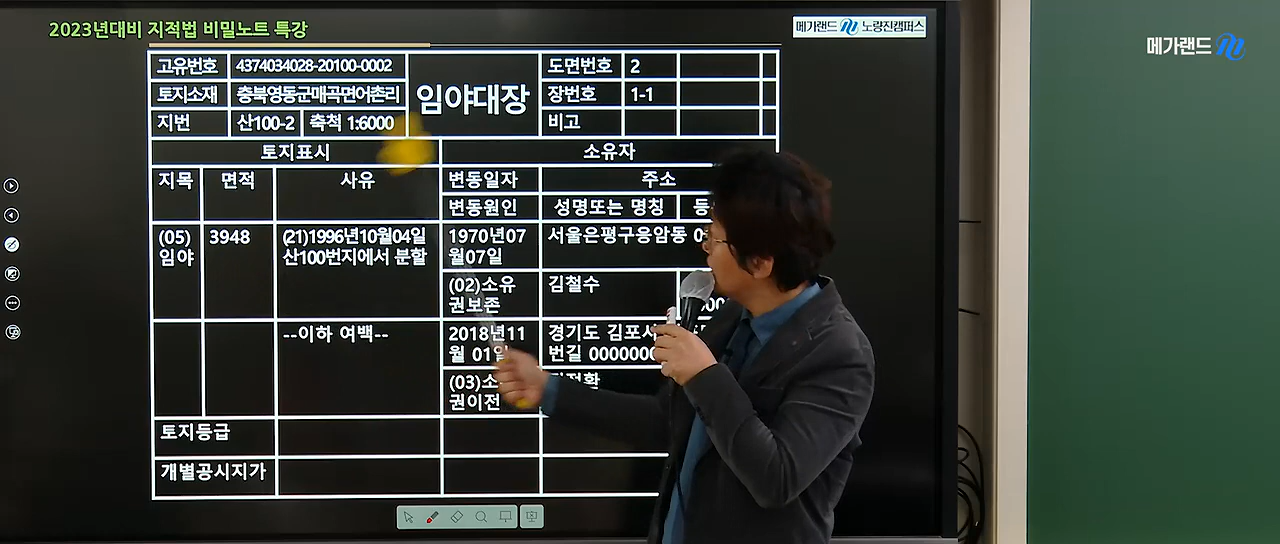 2023년대비 지적법 비밀노트 특강
메가랜드 노량진캠퍼스
메가랜드
고유번호 4374034028-20100-0002 임야대장 도면번호 2
토지소재 충북영동군매곡면어촌리 장번호 1-1
지번 산100-2 축척 1:6000 비고
토지표시 소유자
지목 면적 사유 변동일자 주소
변동원인 성명또는 명칭
(05) 3948 (21)1996년10월04일 1970년07 서울은평구응암동
임야 산100번지에서 분할 월07일
(02)소유 김철수
권보존
--이하 여백-- 2018년11 경기도 김포시
월 01일 번길 0000000
(03)소
권이전
토지등급
개별공시지가